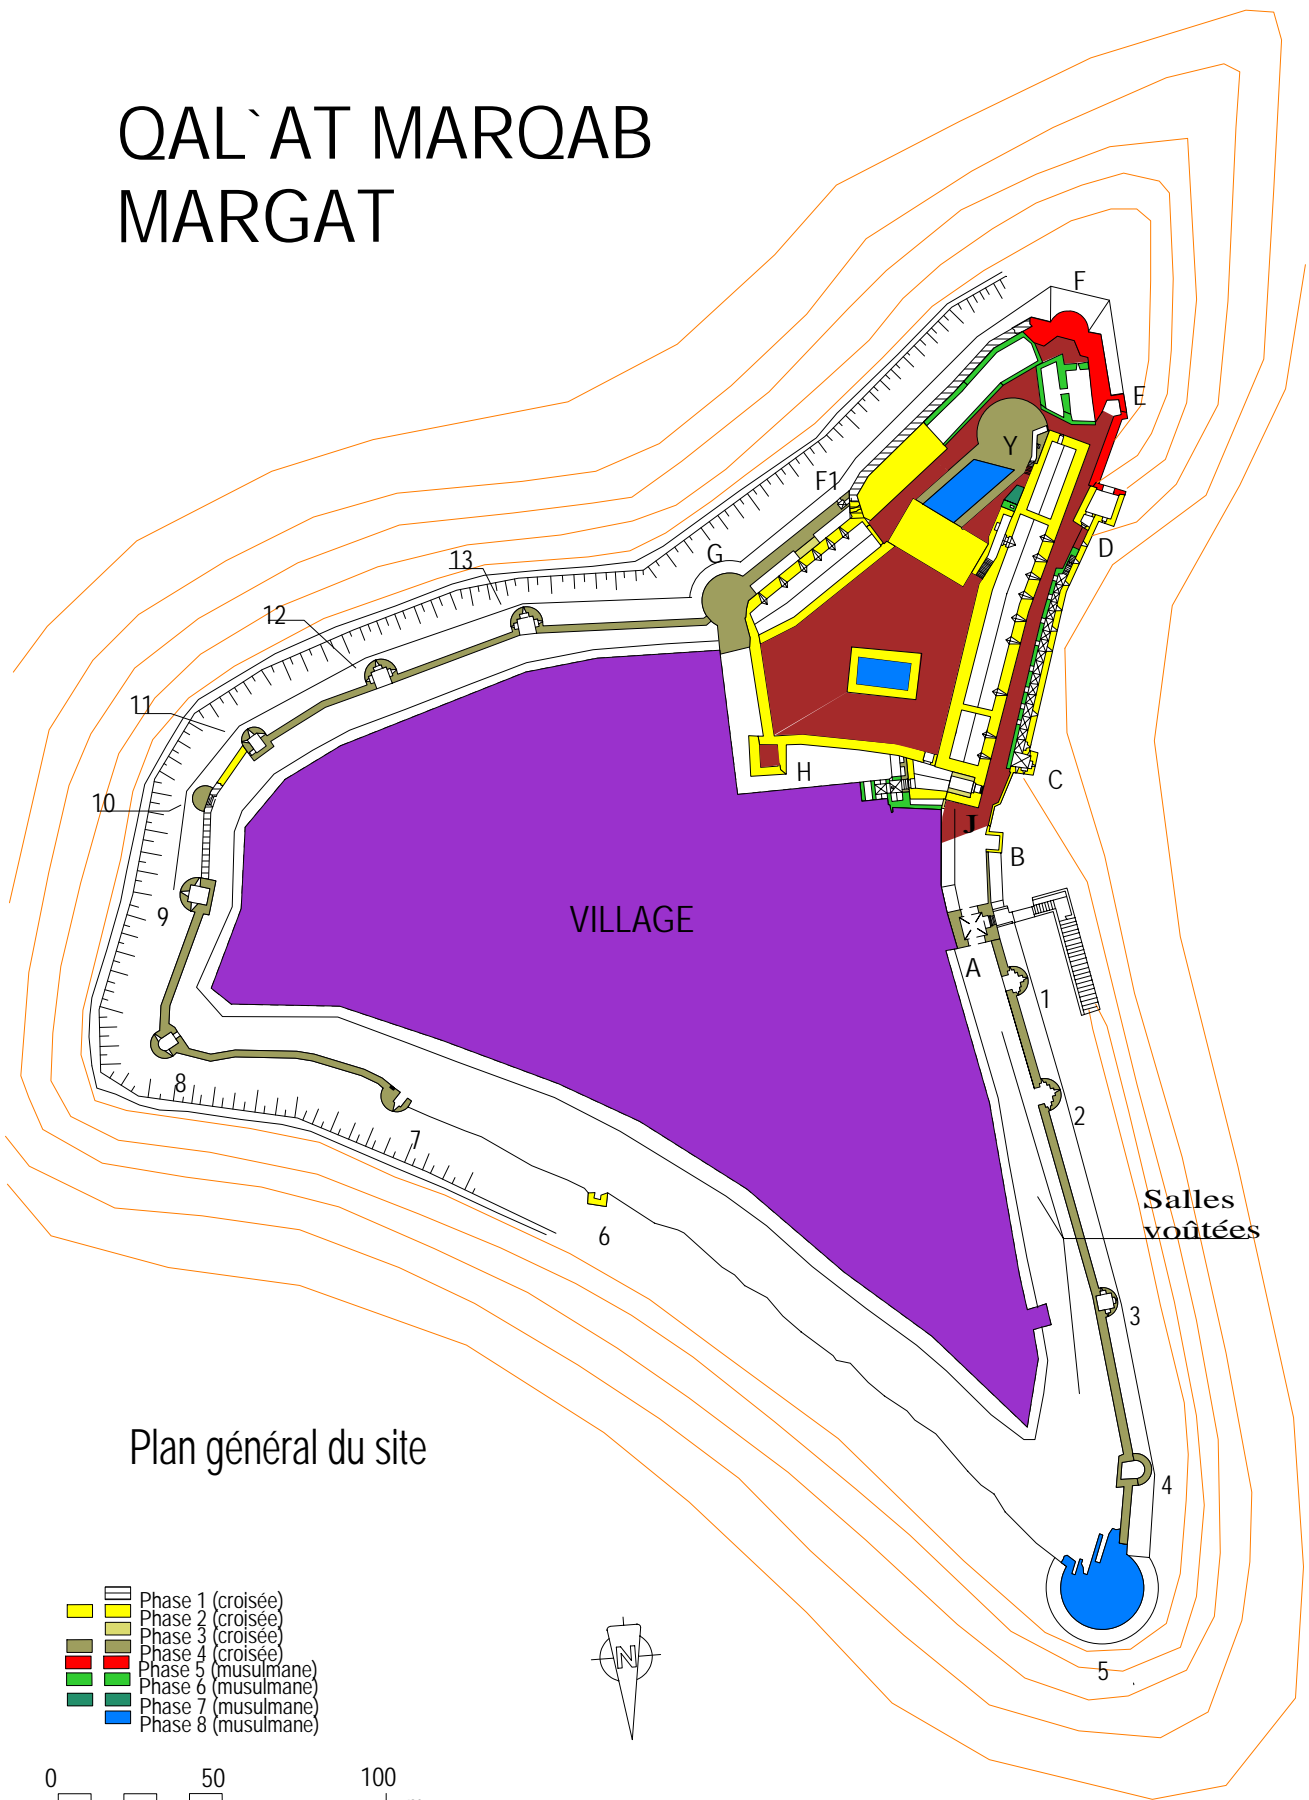 QAL`AT MARQAB
MARGAT
F
E
Y
F1
D
G
13
12
11
H
C
10
J
B
VILLAGE
9
A
1
8
2
7
Salles
voûtées
6
3
Plan général du site
4
5
Phase 1 (croisée)
Phase 2 (croisée)
Phase 3 (croisée)
Phase 4 (croisée)
Phase 5 (musulmane)
Phase 6 (musulmane)
Phase 7 (musulmane)
Phase 8 (musulmane)
N
0 50 100